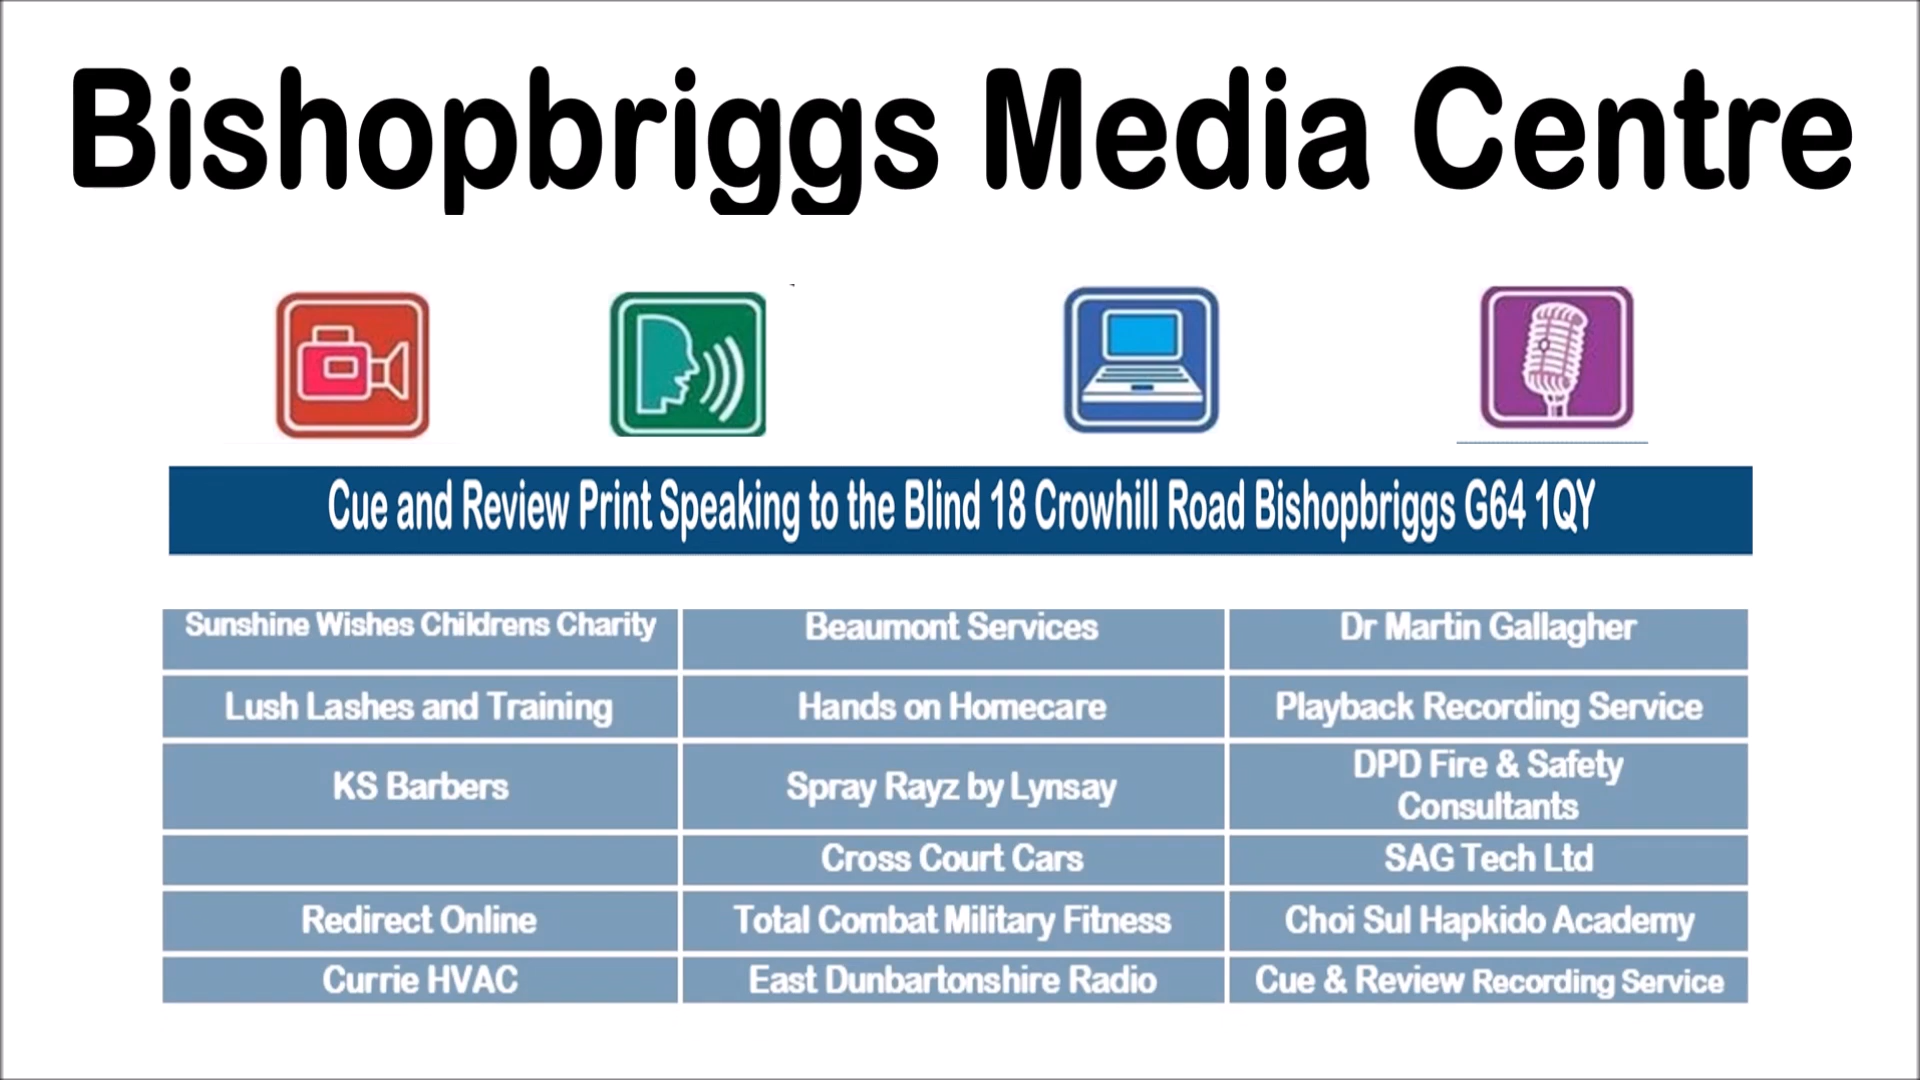 Bishopbriggs Media Centre
Cue and Review Print Speaking to the Blind 18 Crowhill Road Bishopbriggs G64 1QY
Sunshine Wishes Childrens Charity
Beaumont Services
Dr Martin Gallagher
Lush Lashes and Training
Hands on Homecare
Playback Recording Service
KS Barbers
Spray Rayz by Lynsay
DPD Fire & Safety
Consultants
Cross Court Cars
SAG Tech Ltd
Redirect Online
Total Combat Military Fitness
Choi Sul Hapkido Academy
Currie HVAC
East Dunbartonshire Radio
Cue & Review Recording Service